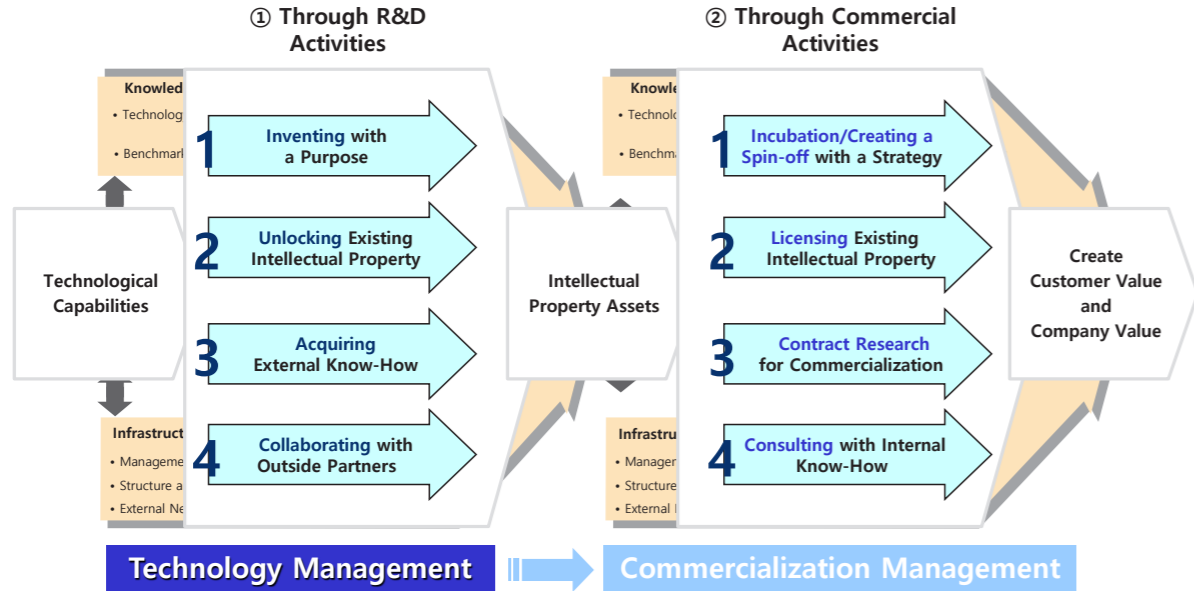 ① Through R&D
Activities
② Through Commercial
Activities
Technological
Capabilities
1
Inventing with
a Purpose
2
Unlocking Existing
Intellectual Property
3
Acquiring
External Know-How
4
Collaborating with
Outside Partners
Intellectual
Property Assets
1
Incubation/Creating a
Spin-off with a Strategy
2
Licensing Existing
Intellectual Property
3
Contract Research
for Commercialization
4
Consulting with Internal
Know-How
Create
Customer Value
and
Company Value
• External
• Structure
Technology Management
Commercialization Management